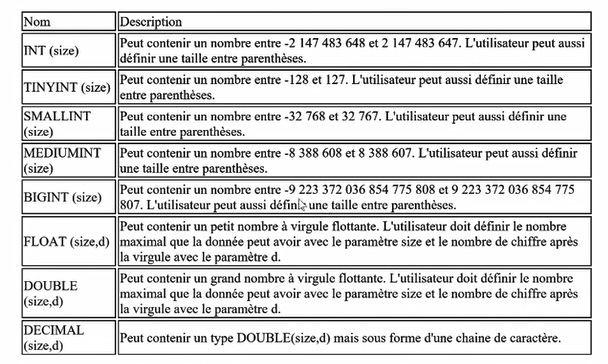 Nom Description
INT (size) Peut contenir un nombre entre -2 147 483 648 et 2 147 483 647. L'utilisateur peut aussi
définir une taille entre parenthèses.
TINYINT (size) Peut contenir un nombre entre -128 et 127. L'utilisateur peut aussi définir une taille
entre parenthèses.
SMALLINT
(size)
Peut contenir un nombre entre -32 768 et 32 767. L'utilisateur peut aussi définir une
taille entre parenthèses.
MEDIUMINT
(size)
Peut contenir un nombre entre -8 388 608 et 8 388 607. L'utilisateur peut aussi définir
une taille entre parenthèses.
BIGINT (size) Peut contenir un nombre entre -9 223 372 036 854 775 808 et 9 223 372 036 854 775
807. L'utilisateur peut aussi définir une taille entre parenthèses.
FLOAT (size,d) Peut contenir un petit nombre à virgule flottante. L'utilisateur doit définir le nombre
maximal que la donnée peut avoir avec le paramètre size et le nombre de chiffre après
la virgule avec le paramètre d.
DOUBLE
(size,d)
Peut contenir un grand nombre à virgule flottante. L'utilisateur doit définir le nombre
maximal que la donnée peut avoir avec le paramètre size et le nombre de chiffre après
la virgule avec le paramètre d.
DECIMAL
(size,d)
Peut contenir un type DOUBLE(size,d) mais sous forme d'une chaine de caractère.